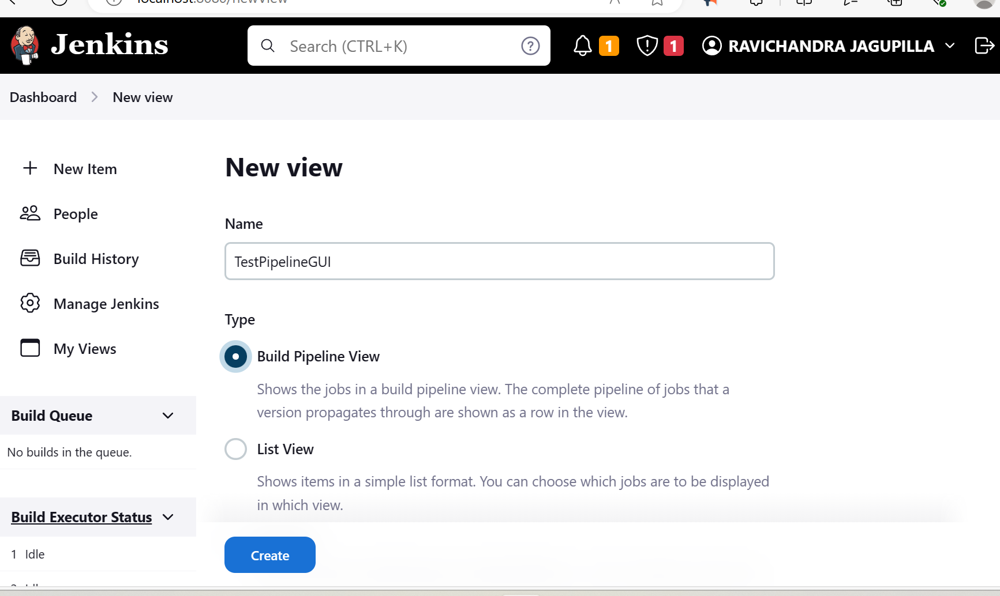 localhost:8080/newView
Jenkins
Search (CTRL+K)
1
1
RAVICHANDRA JAGUPILLA
Dashboard
New view
New Item
People
Build History
Manage Jenkins
My Views
Build Queue
No builds in the queue.
Build Executor Status
1 Idle
New view
Name
TestPipelineGUI
Type
Build Pipeline View
Shows the jobs in a build pipeline view. The complete pipeline of jobs that a
version propagates through are shown as a row in the view.
List View
Shows items in a simple list format. You can choose which jobs are to be displayed
in which view.
Create